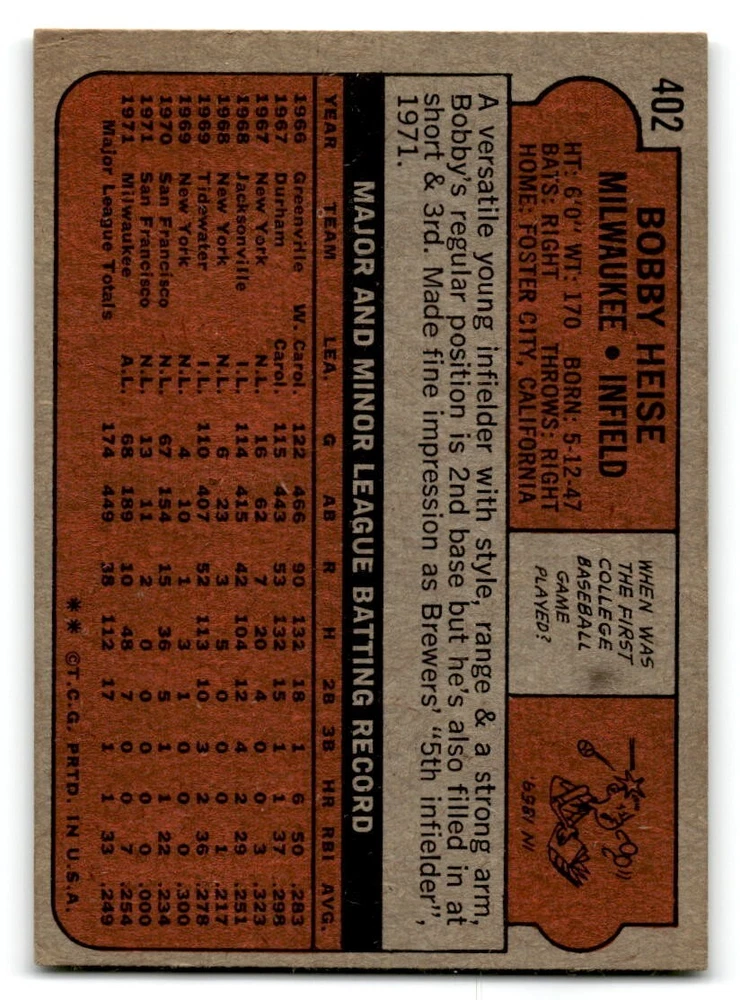 402
BOBBY HEISE
MILWAUKEE • INFIELD
HT: 6'0" WT: 170 BORN: 5-12-47
BATS: RIGHT THROWS: RIGHT
HOME: FOSTER CITY, CALIFORNIA
WHEN WAS
THE FIRST
COLLEGE
BASEBALL
GAME
PLAYED?
IN 1859.
A versatile young infielder with style, range & a strong arm,
Bobby's regular position is 2nd base but he's also filled in at
short & 3rd. Made fine impression as Brewers' "5th infielder",
1971.
MAJOR AND MINOR LEAGUE BATTING RECORD
YEAR TEAM LEA. G AB R H 2B 3B HR RBI AVG.
1966 Greenville W. Carol. 122 466 90 132 18 1 6 50 .283
1967 Durham Carol. 115 443 53 132 15 1 1 37 .298
1967 New York N.L. 16 62 7 20 4 0 0 3 .323
1968 Jacksonville I.L. 114 415 42 104 12 4 2 29 .251
1968 New York N.L. 6 23 3 5 0 0 0 1 .217
1969 Tidewater I.L. 110 407 52 113 10 3 2 36 .278
1969 New York N.L. 4 10 1 3 1 0 0 0 .300
1970 San Francisco N.L. 67 154 15 36 5 1 1 22 .234
1971 San Francisco N.L. 13 11 2 0 0 0 0 0 .000
1971 Milwaukee A.L. 68 189 10 48 7 0 0 7 .254
Major League Totals 174 449 38 112 17 1 1 33 .249
** ©T.C.G. PRTD. IN U.S.A.